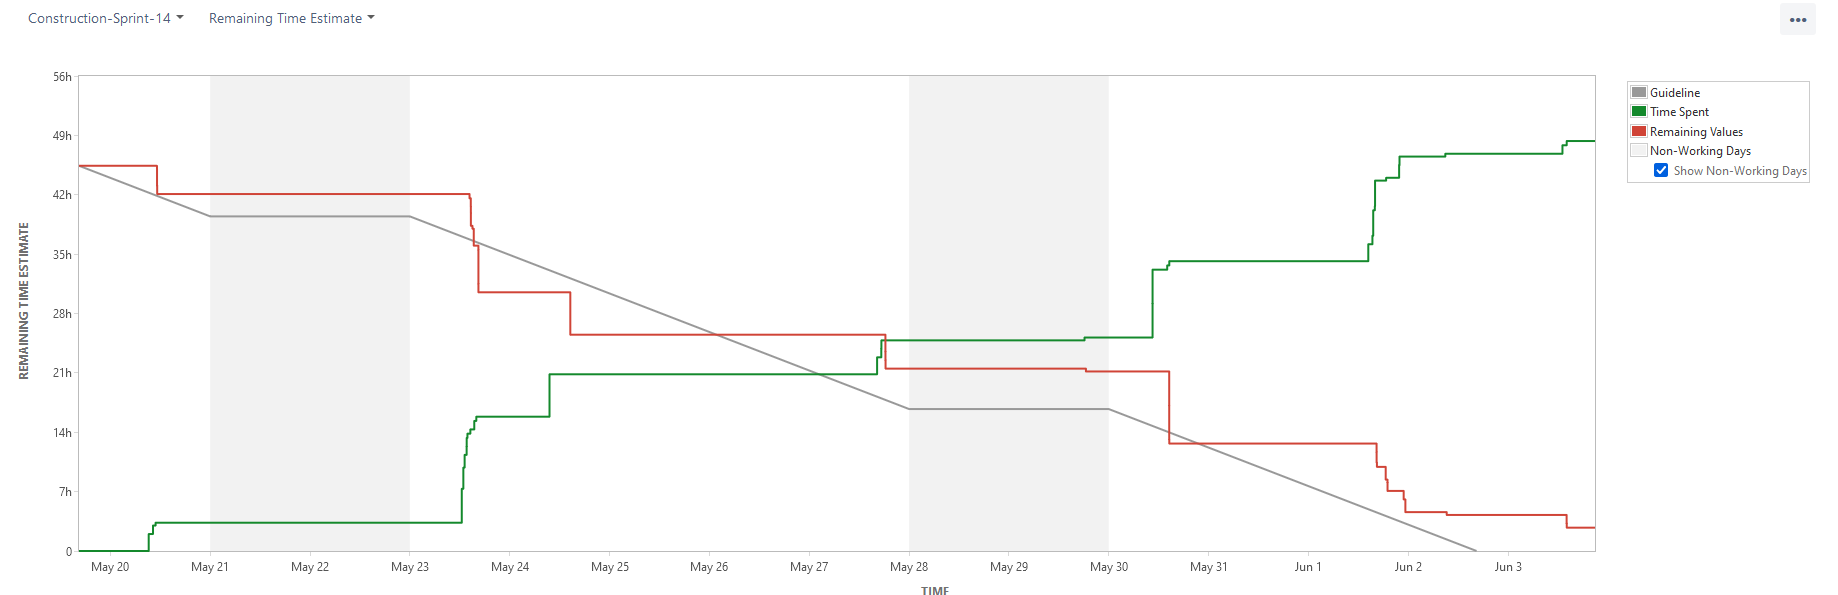 Construction-Sprint-14 Remaining Time Estimate
•••
56h
49h
42h
35h
28h
21h
14h
7h
0
REMAINING TIME ESTIMATE
May 20 May 21 May 22 May 23 May 24 May 25 May 26 May 27 May 28 May 29 May 30 May 31 Jun 1 Jun 2 Jun 3
TIME
Guideline
Time Spent
Remaining Values
Non-Working Days
Show Non-Working Days